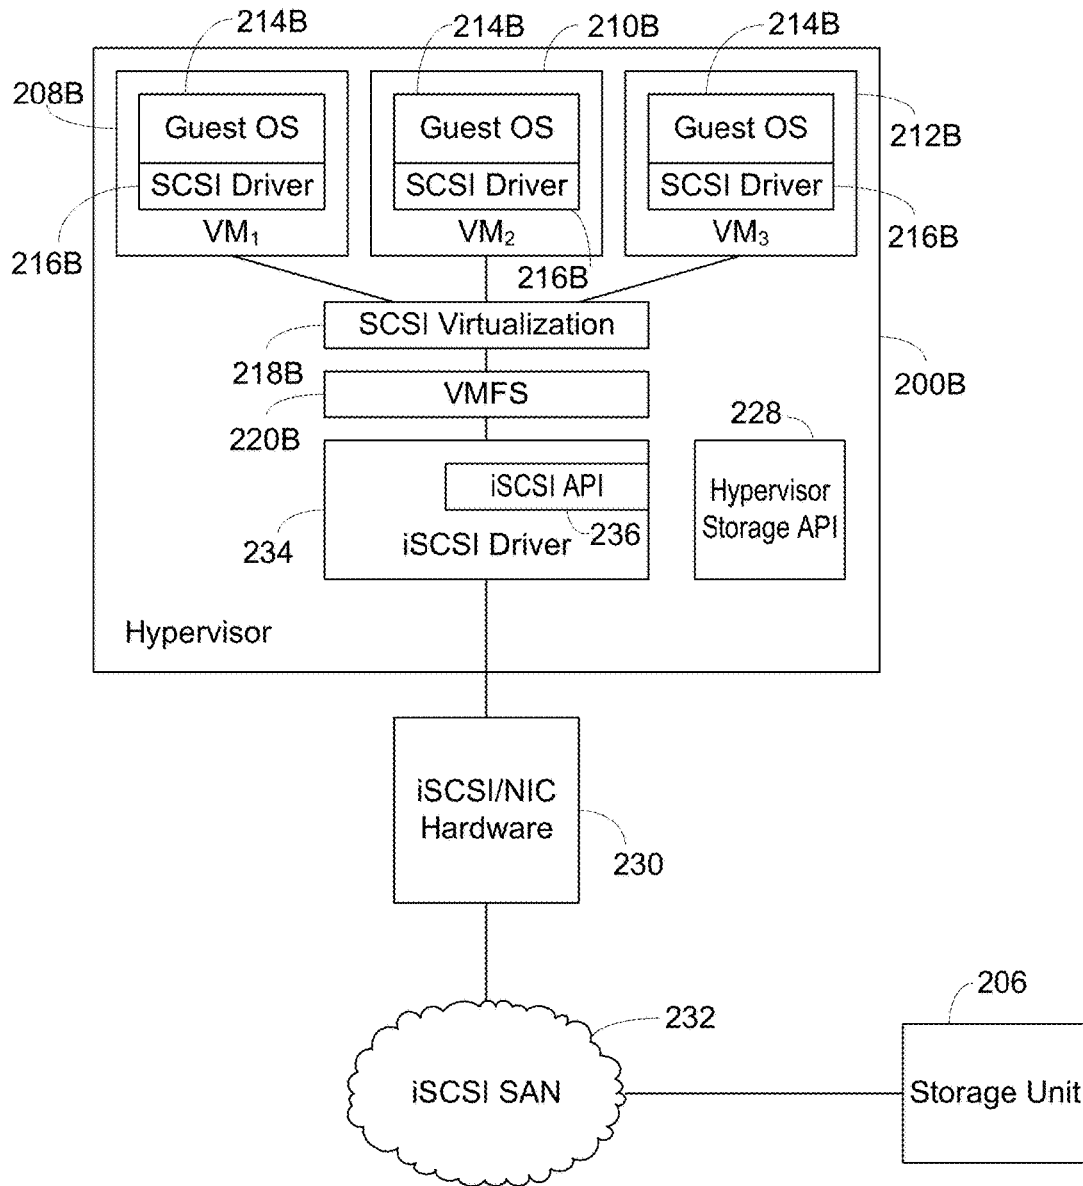 214B
214B
210B
214B
208B
212B
Guest OS
Guest OS
Guest OS
SCSI Driver
SCSI Driver
SCSI Driver
VM₁
VM₂
VM₃
216B
216B
216B
SCSI Virtualization
218B
200B
VMFS
220B
228
iSCSI API
236
iSCSI Driver
234
Hypervisor
Storage API
Hypervisor
iSCSI/NIC
Hardware
230
232
iSCSI SAN
206
Storage Unit